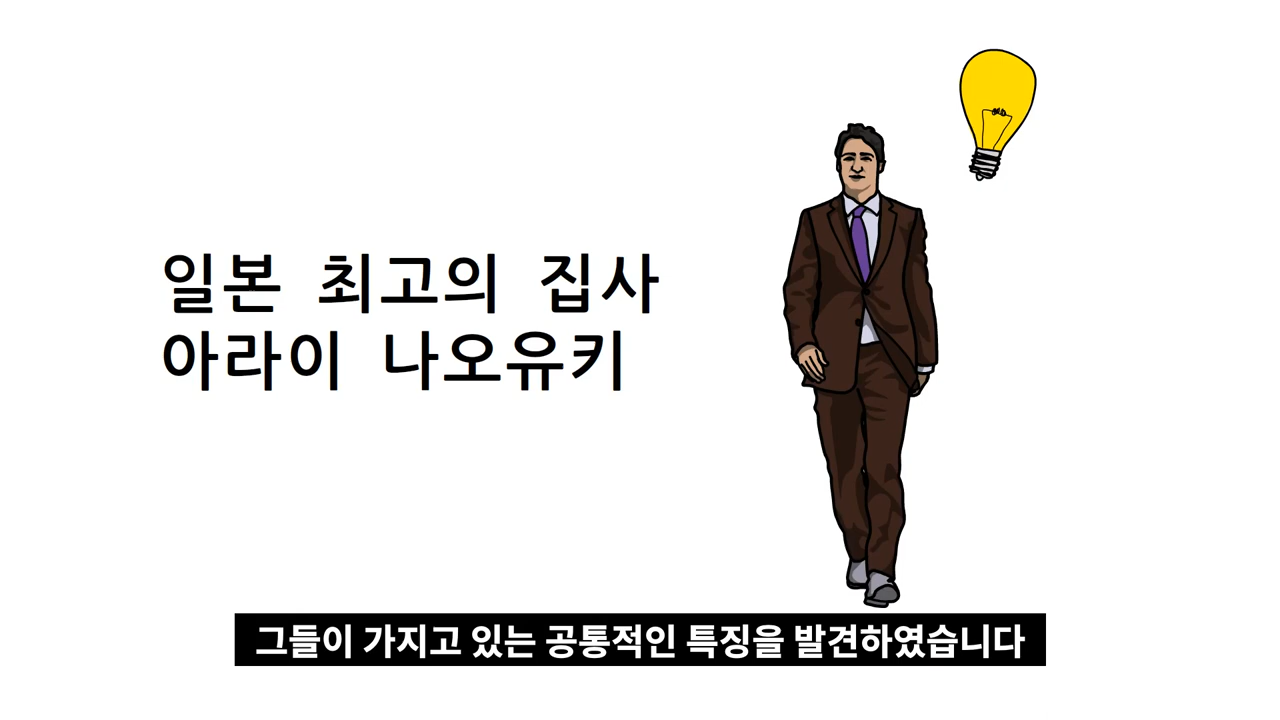 일본 최고의 집사
아라이 나오유키
그들이 가지고 있는 공통적인 특징을 발견하였습니다